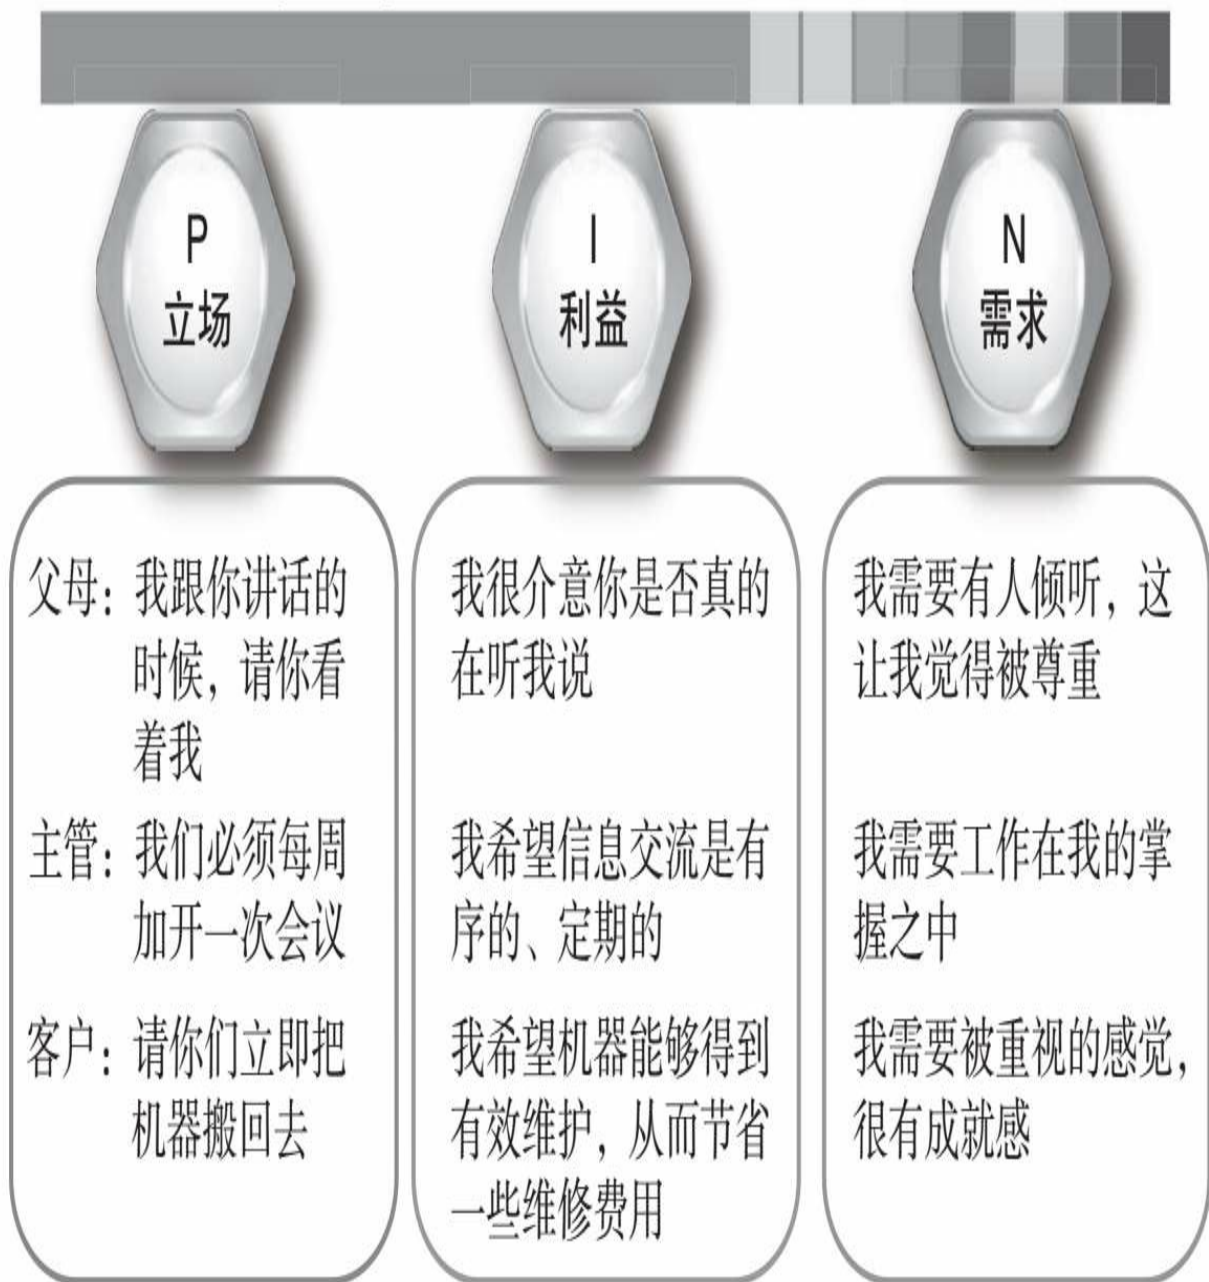 P
立场
I
利益
N
需求
父母：我跟你讲话的
时候，请你看
着我
主管：我们必须每周
加开一次会议
客户：请你们立即把
机器搬回去
我很介意你是否真的
在听我说
我希望信息交流是有
序的、定期的
我希望机器能够得到
有效维护，从而节省
一些维修费用
我需要有人倾听，这
让我觉得被尊重
我需要工作在我的掌
握之中
我需要被重视的感觉，
很有成就感